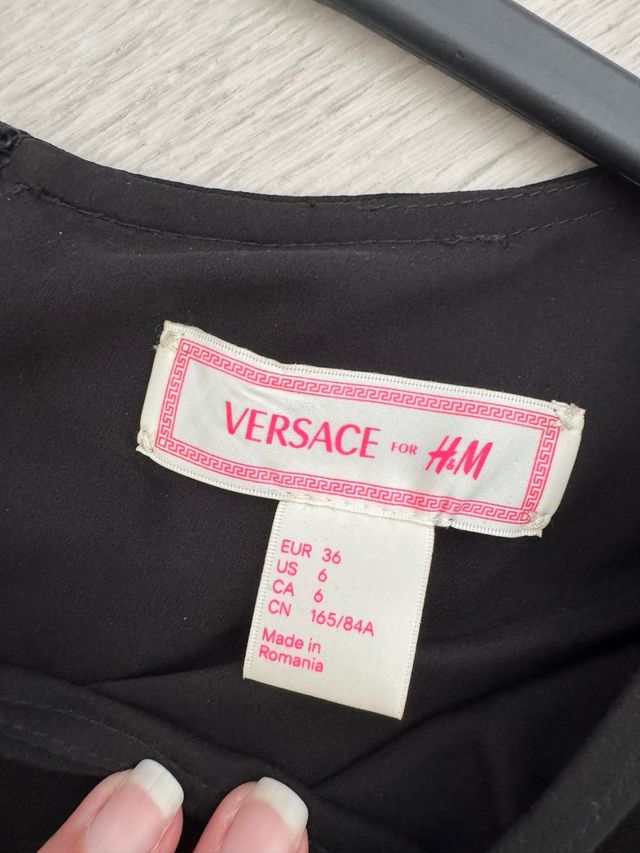 VERSACE FOR H&M
EUR 36
US 6
CA 6
CN 165/84A
Made in
Romania